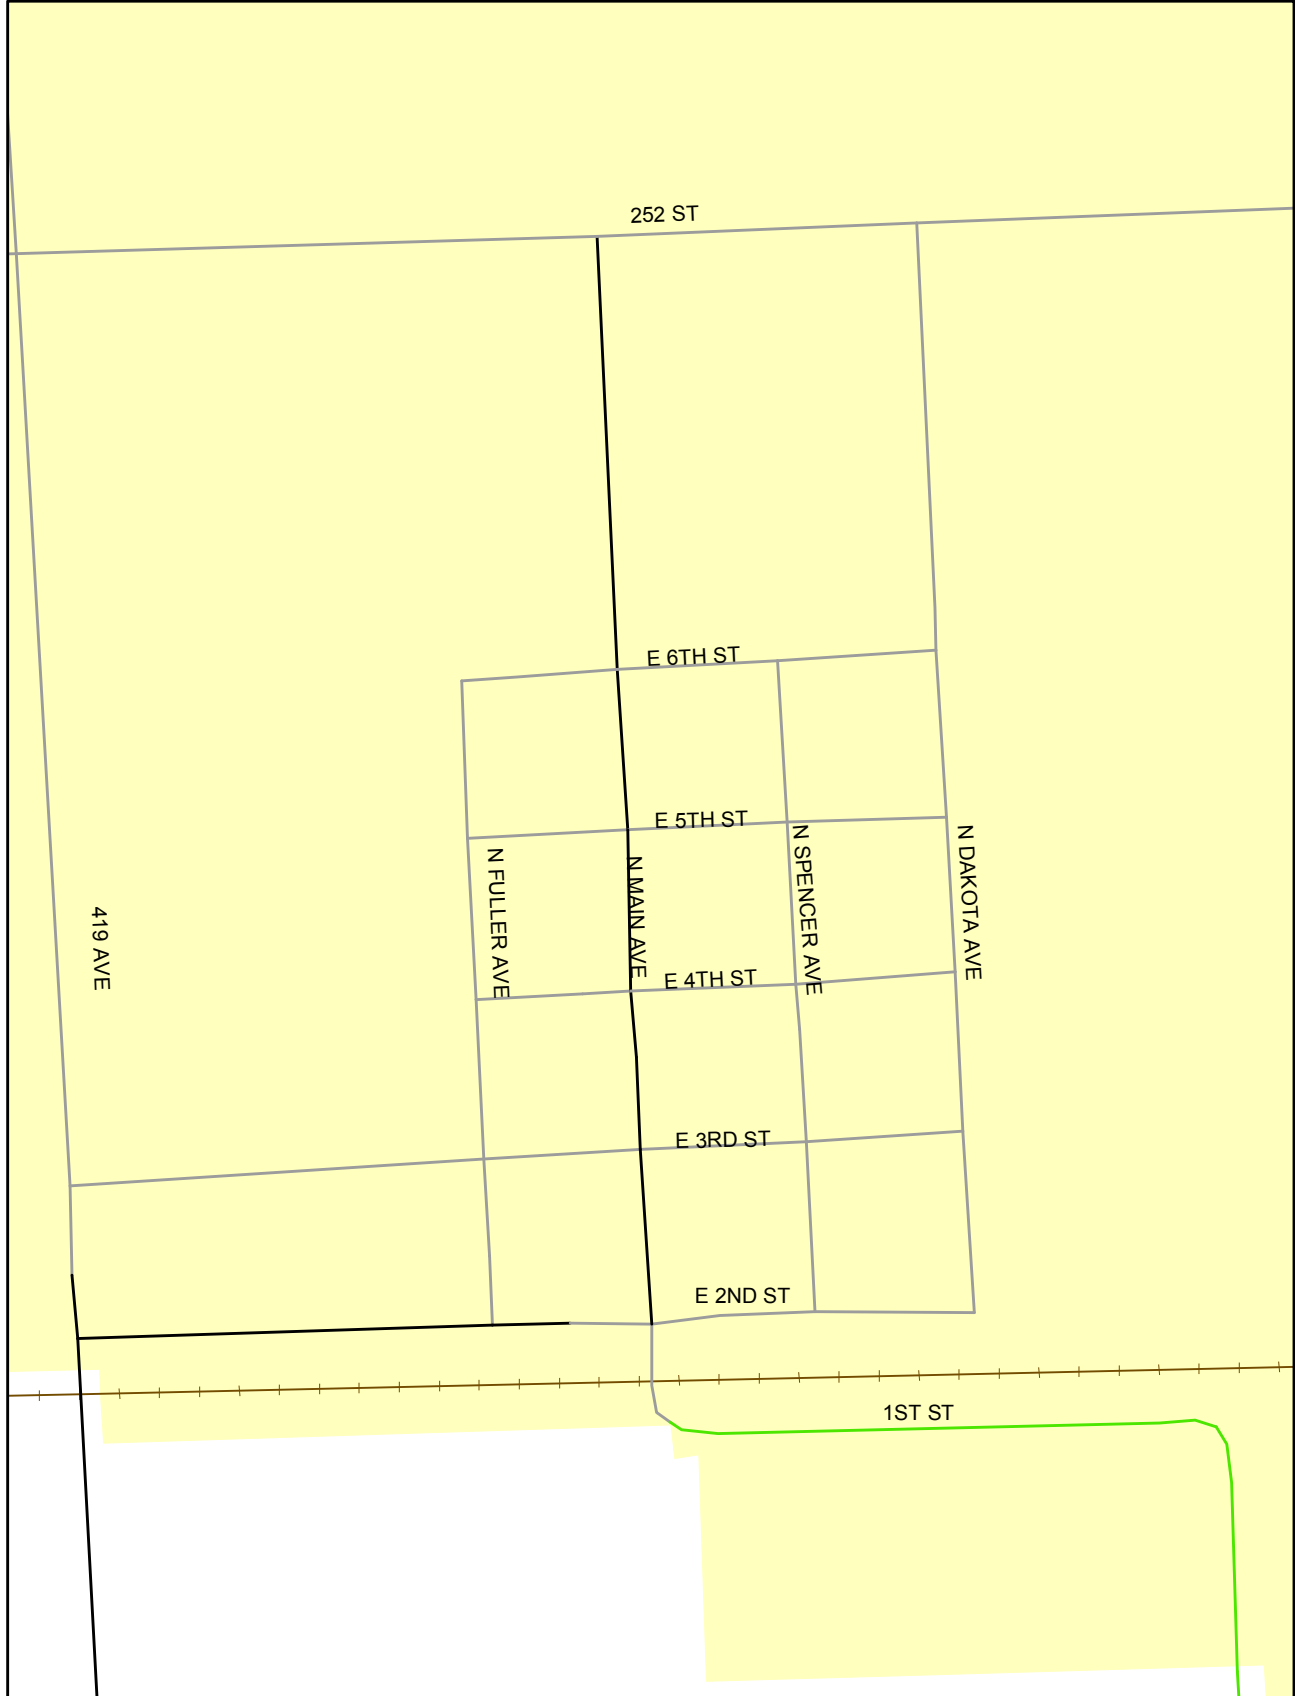 252 ST
E 6TH ST
E 5TH ST
N FULLER AVE
N MAIN AVE
N SPENCER AVE
N DAKOTA AVE
419 AVE
E 4TH ST
E 3RD ST
E 2ND ST
1ST ST